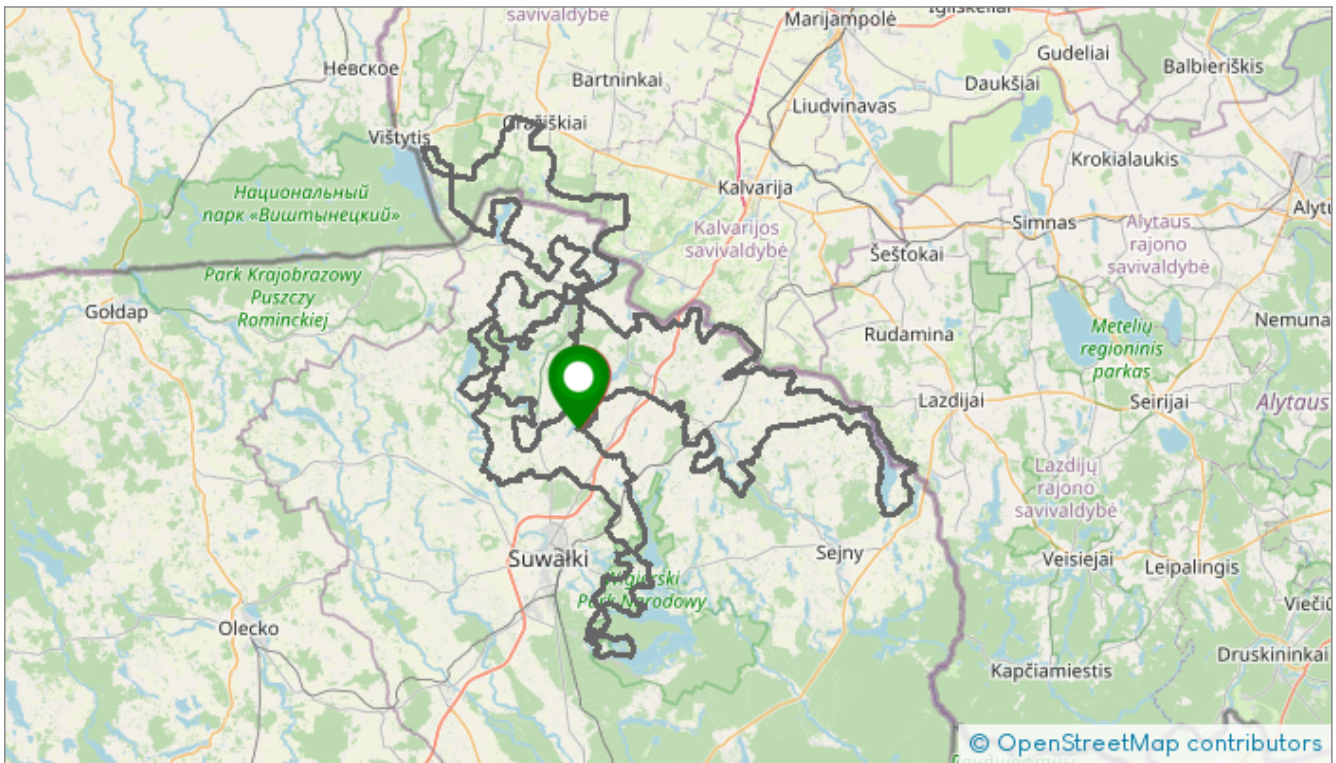 savivaldybė
Marijampolė
Igliškėliai
Gudeliai
Balbieriškis
Невское
Bartninkai
Daukšiai
Liudvinavas
Gražiškiai
Vištytis
Krokialaukis
Национальный
парк «Виштынецкий»
Kalvarija
Simnas
Alytaus
rajono
savivaldybė
Alytu
Kalvarijos
savivaldybė
Šeštokai
Park Krajobrazowy
Puszczy
Rominckiej
Gołdap
Rudamina
Metelių
regioninis
parkas
Nemuna
Lazdijai
Seirijai
Alytaus
Lazdijų
rajono
savivaldybė
Suwałki
Sejny
Veisiejai
Leipalingis
Wigierski
Park Narodowy
Viečiū
Olecko
Kapčiamiestis
Druskininkai
© OpenStreetMap contributors